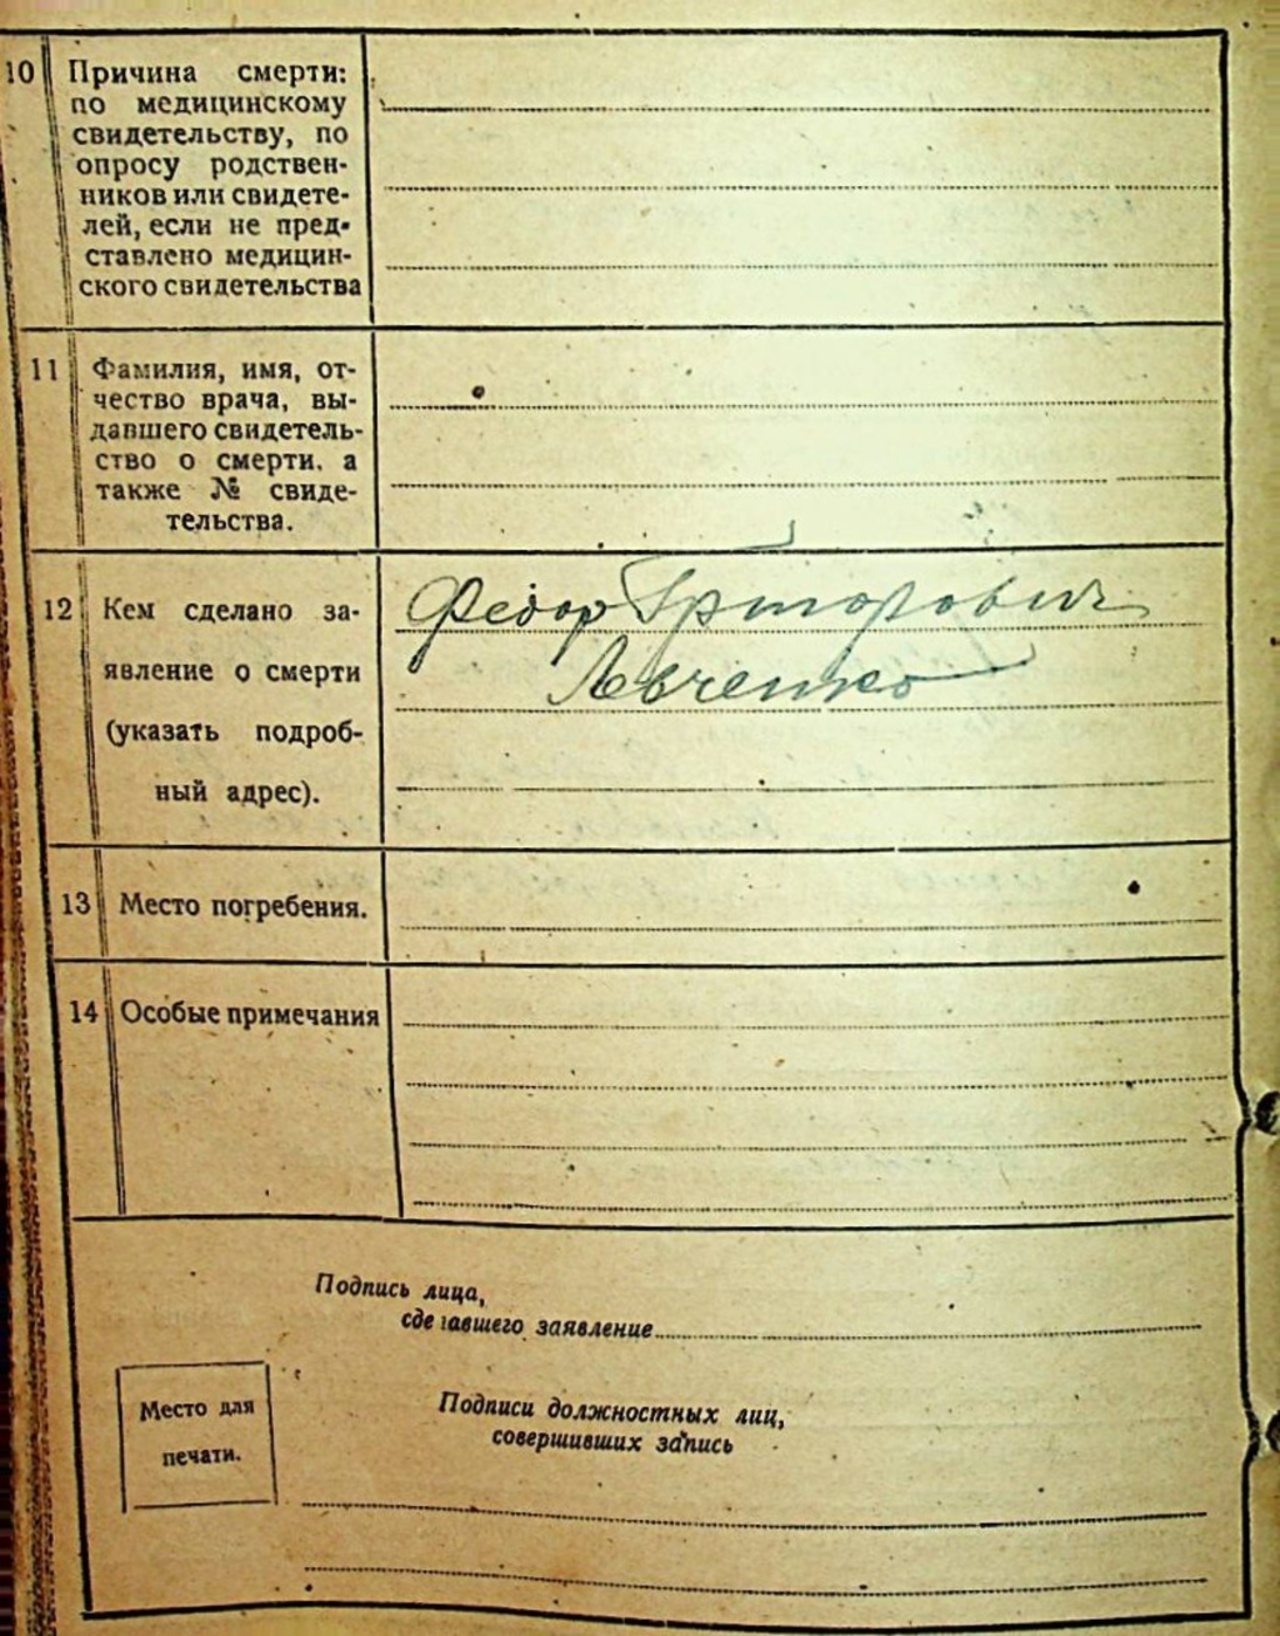 10 Причина смерти:
по медицинскому
свидетельству, по
опросу родствен-
ников или свидете-
лей, если не пред-
ставлено медицин-
ского свидетельства
11 Фамилия, имя, от-
чество врача, вы-
давшего свидетель-
ство о смерти, а
также № свиде-
тельства.
12 Кем сделано за-
явление о смерти
(указать подроб-
ный адрес).
Федор Григорович
Левченко
13 Место погребения.
14 Особые примечания
Подпись лица,
сделавшего заявление
Место для
печати.
Подписи должностных лиц,
совершивших запись